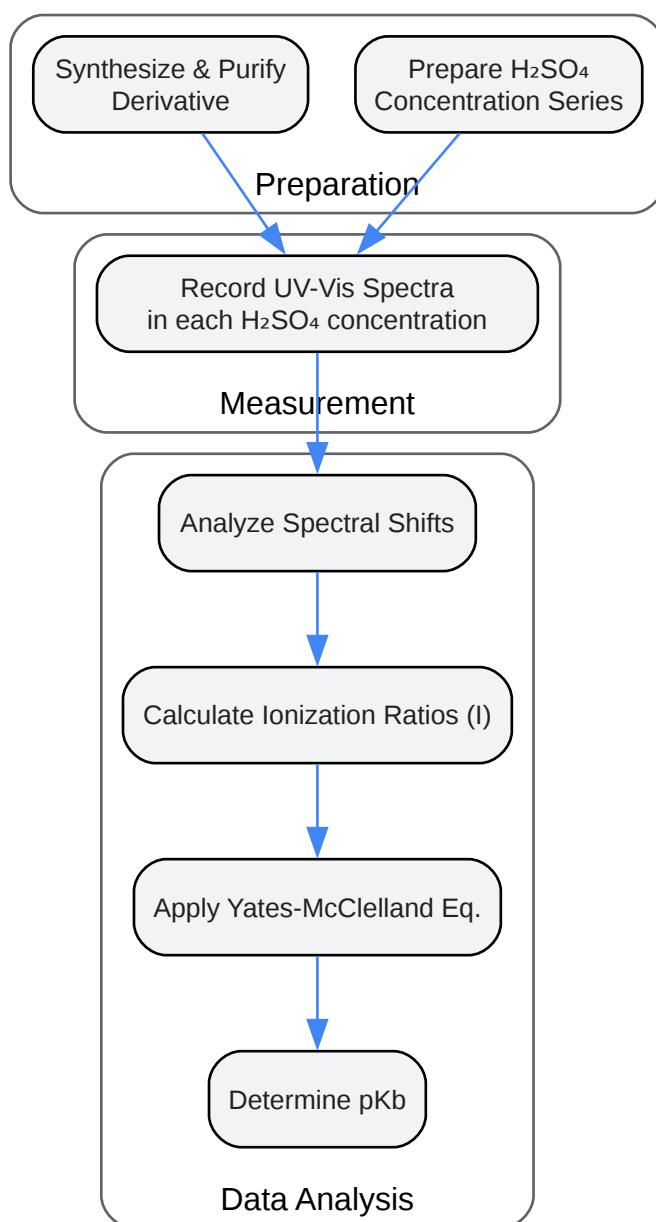 Synthesize & Purify
Derivative
Prepare H₂SO₄
Concentration Series
Preparation
Record UV-Vis Spectra
in each H₂SO₄ concentration
Measurement
Analyze Spectral Shifts
Calculate Ionization Ratios (I)
Apply Yates-McClelland Eq.
Determine pKb
Data Analysis